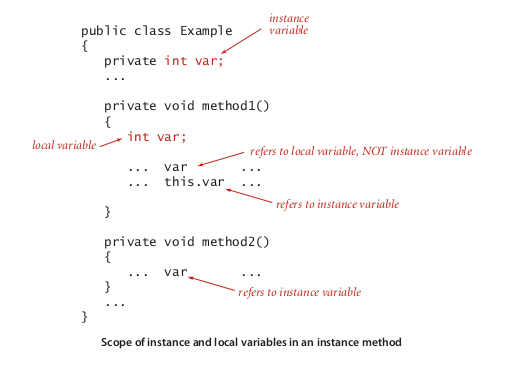 public class Example
instance
variable
{
private int var;
...
private void method1()
{
local variable
int var;
refers to local variable, NOT instance variable
... var ...
... this.var ...
refers to instance variable
}
private void method2()
{
... var ...
refers to instance variable
}
...
}
Scope of instance and local variables in an instance method